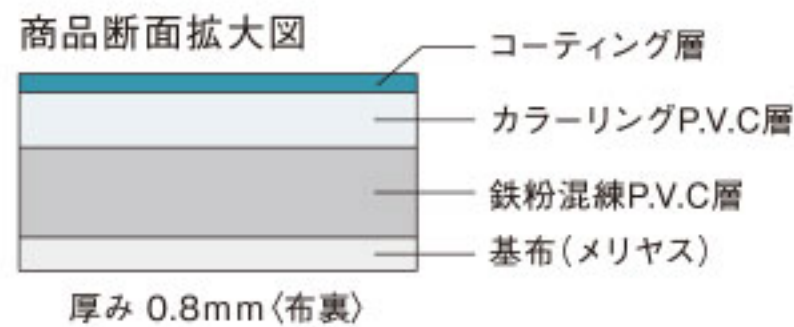 商品断面拡大図
コーティング層
カラーリングP.V.C層
鉄粉混練P.V.C層
基布(メリヤス)
厚み 0.8mm〈布裏〉